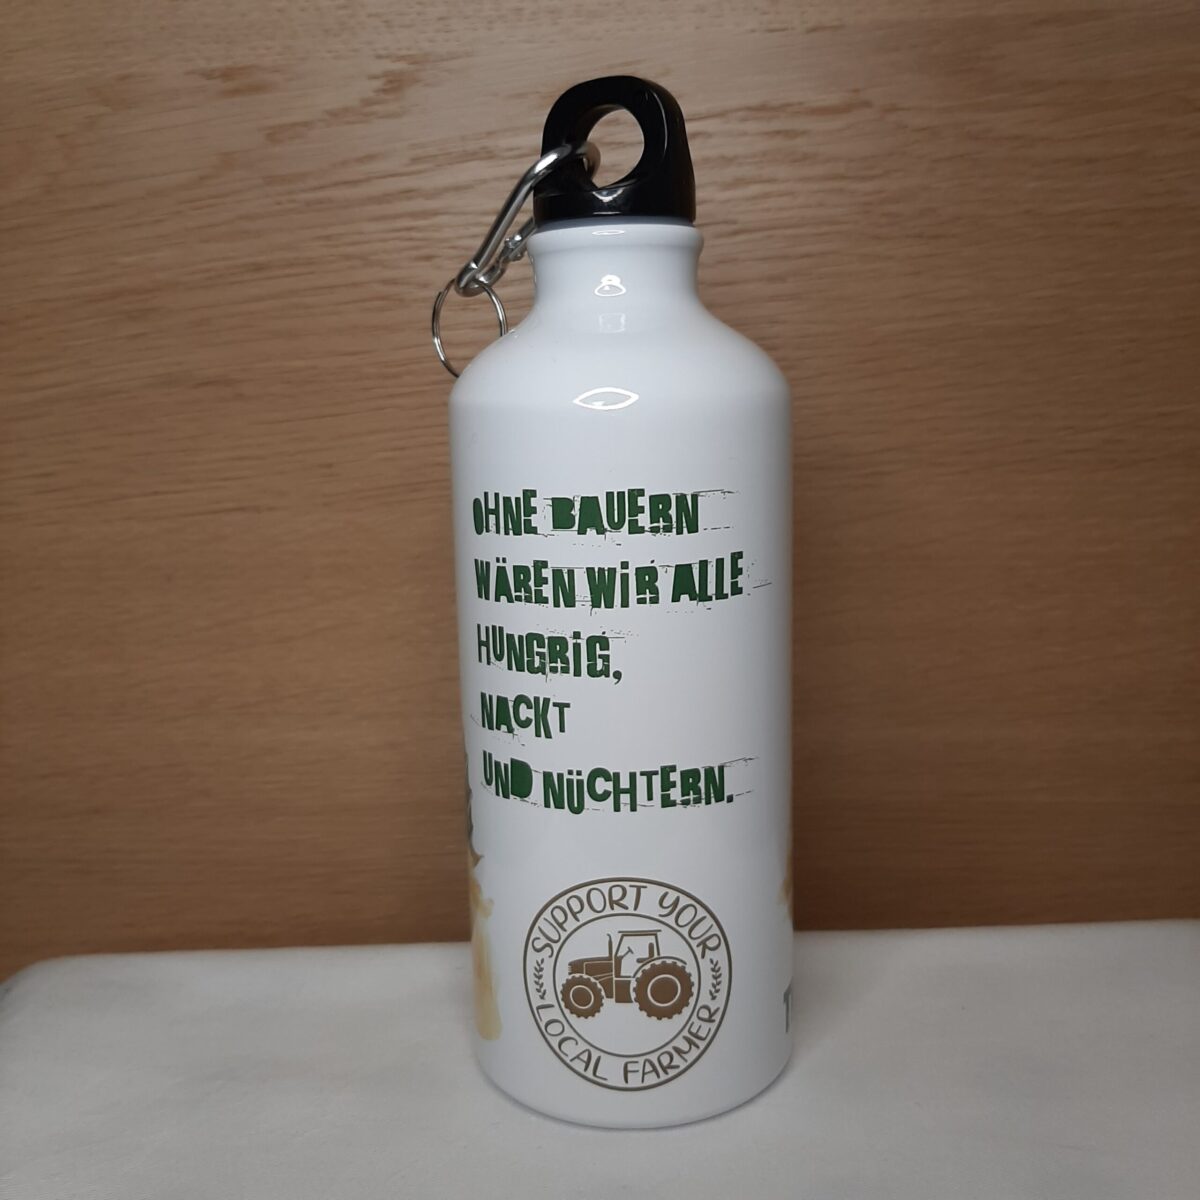 OHNE BAUERN
WÄREN WIR ALLE
HUNGRIG,
NACKT
UND NÜCHTERN.
SUPPORT YOUR
LOCAL FARMER